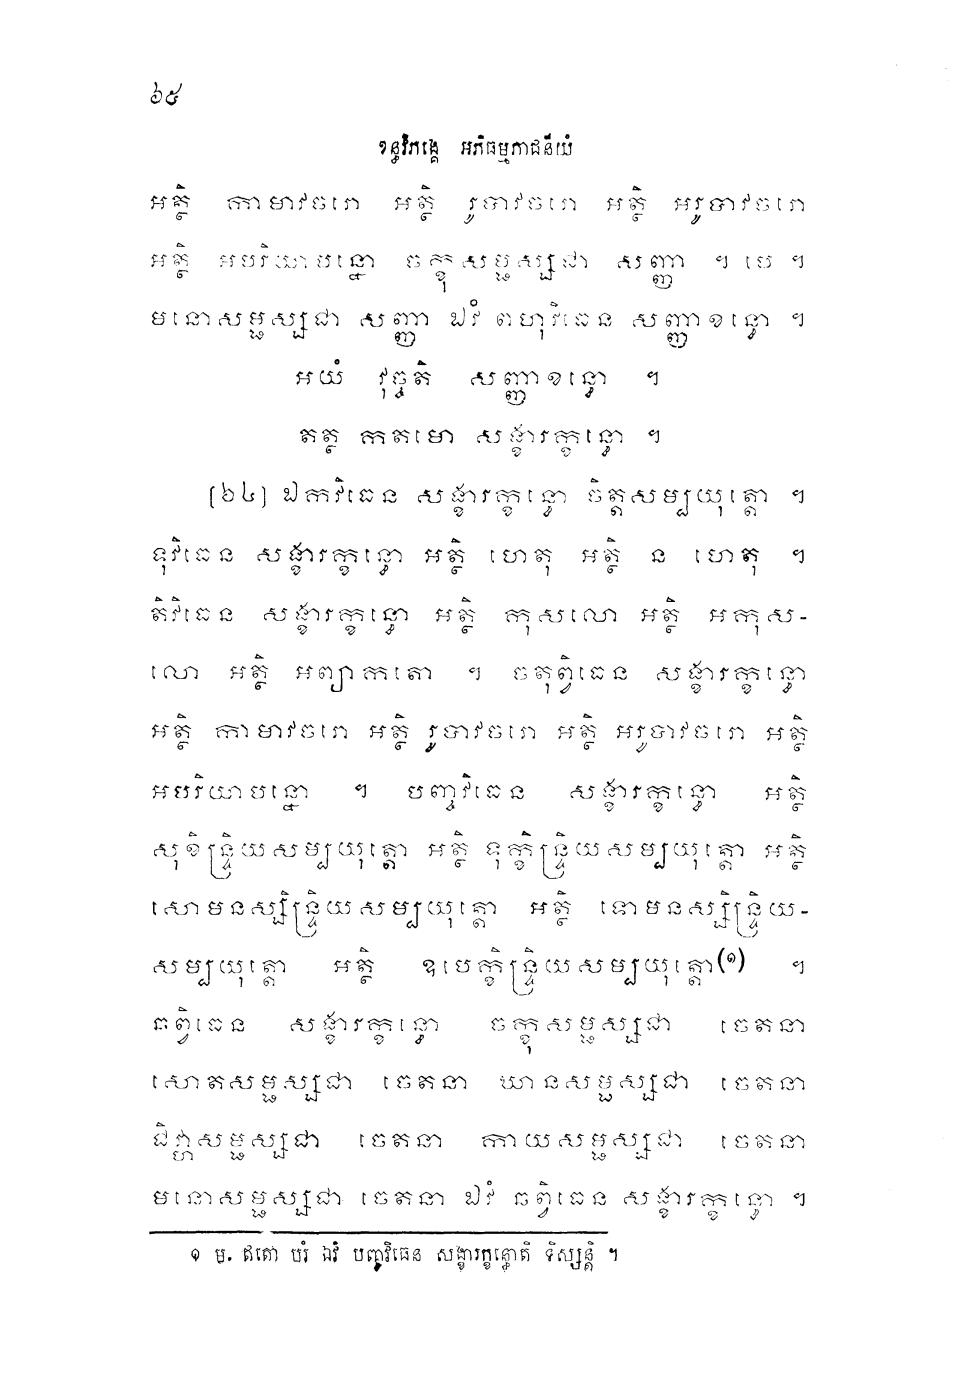 ៦៥
ខន្ធវិភង្គេ អភិធម្មភាជនីយំ
អត្ថិ កាមាវចរោ អត្ថិ រូបាវចរោ អត្ថិ អរូបាវចរោ
អត្ថិ អបរិយាបន្នោ ចក្ខុសម្ផស្សជា សញ្ញា ។ បេ ។
មនោសម្ផស្សជា សញ្ញា ឯវំ ពហុវិធេន សញ្ញាខន្ធោ ។
អយំ វុច្ចតិ សញ្ញាខន្ធោ ។
តត្ថ កតមោ សង្ខារក្ខន្ធោ ។
[៦៤] ឯកវិធេន សង្ខារក្ខន្ធោ ចិត្តសម្បយុត្តោ ។
ទុវិធេន សង្ខារក្ខន្ធោ អត្ថិ ហេតុ អត្ថិ ន ហេតុ ។
តិវិធេន សង្ខារក្ខន្ធោ អត្ថិ កុសលោ អត្ថិ អកុស-
លោ អត្ថិ អព្យាកតោ ។ ចតុព្វិធេន សង្ខារក្ខន្ធោ
អត្ថិ កាមាវចរោ អត្ថិ រូបាវចរោ អត្ថិ អរូបាវចរោ អត្ថិ
អបរិយាបន្នោ ។ បញ្ចវិធេន សង្ខារក្ខន្ធោ អត្ថិ
សុខិន្ទ្រិយសម្បយុត្តោ អត្ថិ ទុក្ខិន្ទ្រិយសម្បយុត្តោ អត្ថិ
សោមនស្សិន្ទ្រិយសម្បយុត្តោ អត្ថិ ទោមនស្សិន្ទ្រិយ-
សម្បយុត្តោ អត្ថិ ឧបេក្ខិន្ទ្រិយសម្បយុត្តោ(១) ។
ឆព្វិធេន សង្ខារក្ខន្ធោ ចក្ខុសម្ផស្សជា ចេតនា
សោតសម្ផស្សជា ចេតនា ឃានសម្ផស្សជា ចេតនា
ជិវ្ហាសម្ផស្សជា ចេតនា កាយសម្ផស្សជា ចេតនា
មនោសម្ផស្សជា ចេតនា ឯវំ ឆព្វិធេន សង្ខារក្ខន្ធោ ។
១ ម. ឥតោ បរំ ឯវំ បញ្ចវិធេន សង្ខារក្ខន្ធោតិ ទិស្សន្តិ ។